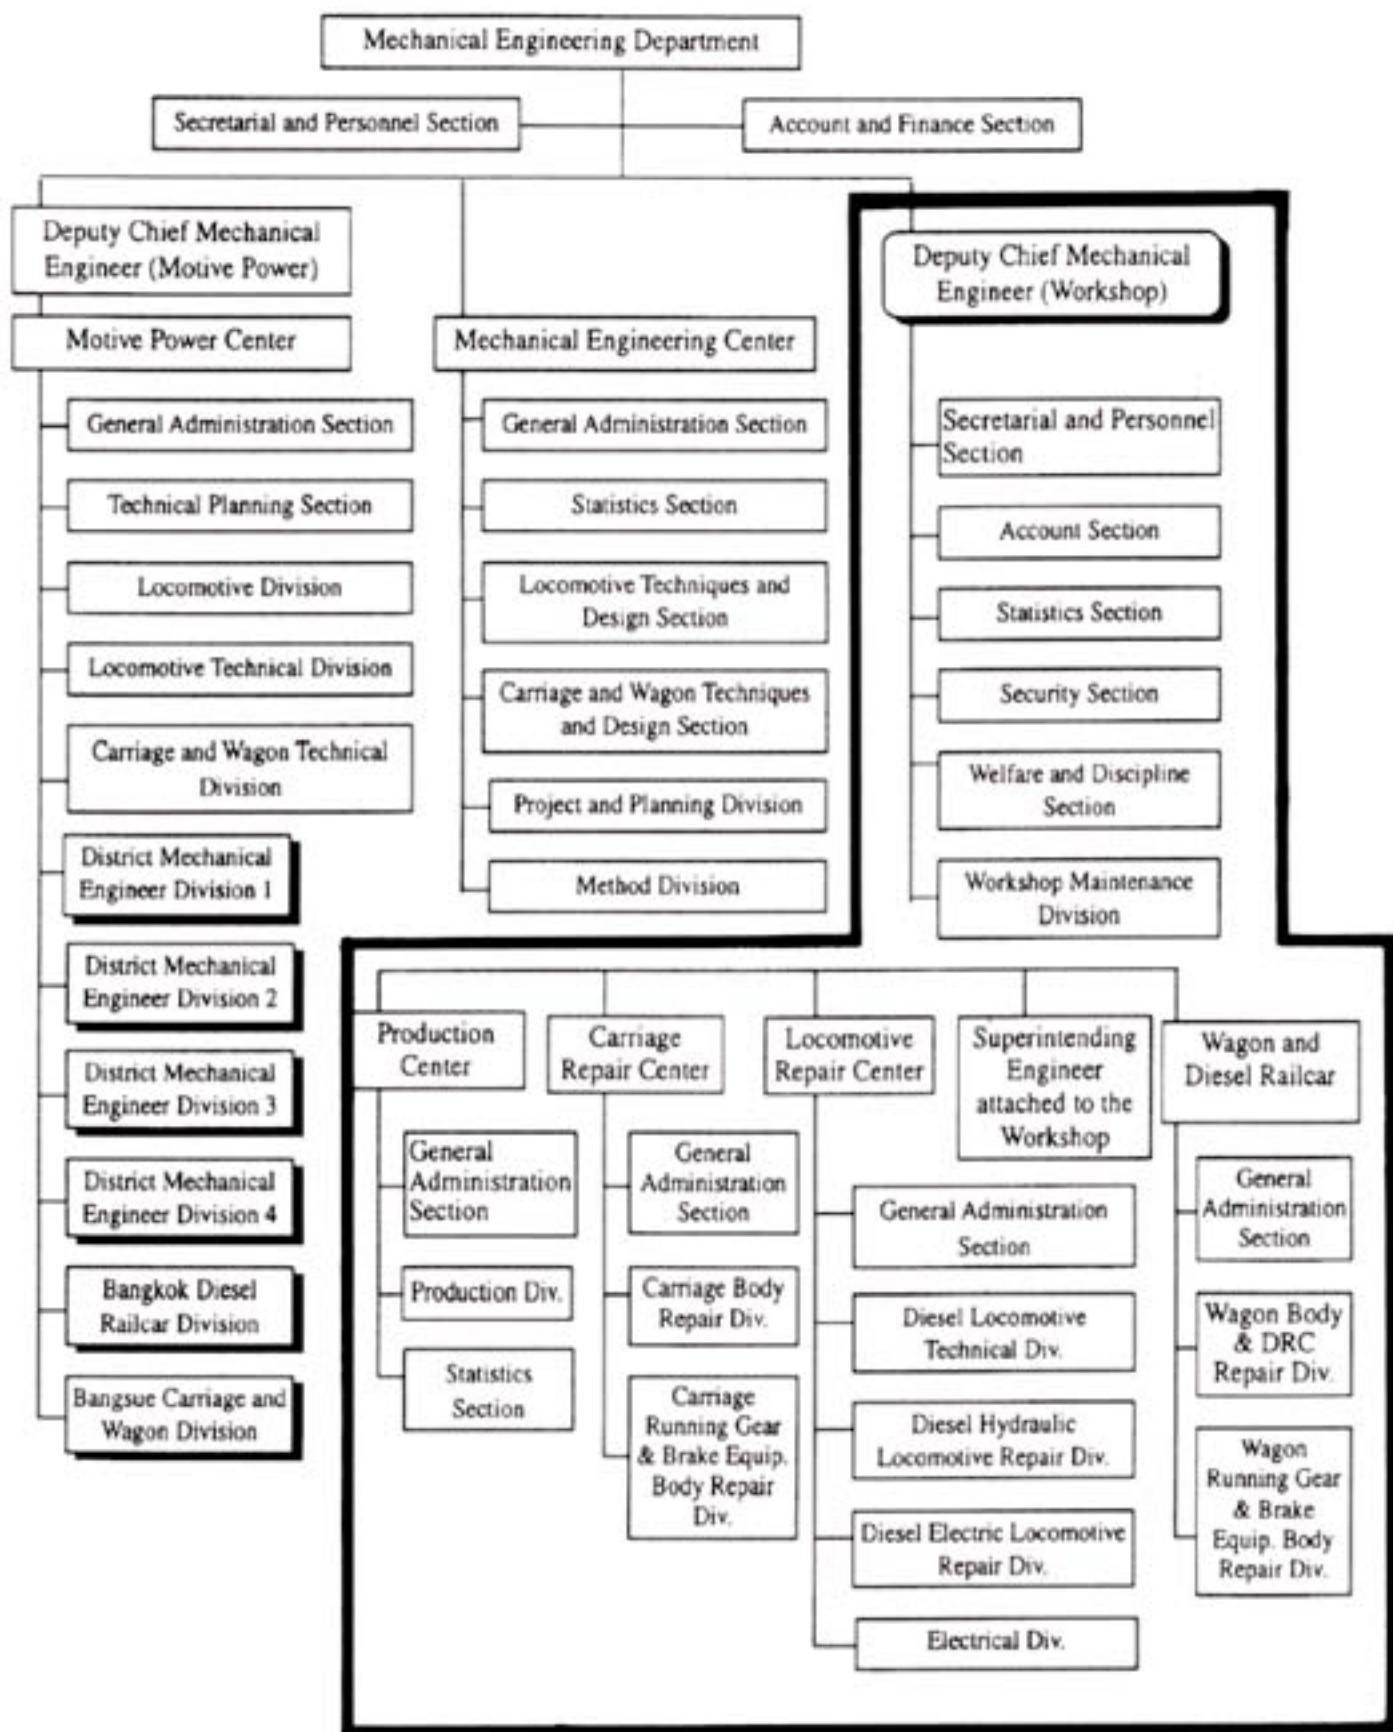 Mechanical Engineering Department
Secretarial and Personnel Section
Account and Finance Section
Deputy Chief Mechanical
Engineer (Motive Power)
Motive Power Center
General Administration Section
Technical Planning Section
Locomotive Division
Locomotive Technical Division
Carriage and Wagon Technical
Division
District Mechanical
Engineer Division 1
District Mechanical
Engineer Division 2
District Mechanical
Engineer Division 3
District Mechanical
Engineer Division 4
Bangkok Diesel
Railcar Division
Bangsue Carriage and
Wagon Division
Mechanical Engineering Center
General Administration Section
Statistics Section
Locomotive Techniques and
Design Section
Carriage and Wagon Techniques
and Design Section
Project and Planning Division
Method Division
Deputy Chief Mechanical
Engineer (Workshop)
Secretarial and Personnel
Section
Account Section
Statistics Section
Security Section
Welfare and Discipline
Section
Workshop Maintenance
Division
Production
Center
General
Administration
Section
Production Div.
Statistics
Section
Carriage
Repair Center
General
Administration
Section
Carriage Body
Repair Div.
Carriage
Running Gear
& Brake Equip.
Body Repair
Div.
Locomotive
Repair Center
General Administration
Section
Diesel Locomotive
Technical Div.
Diesel Hydraulic
Locomotive Repair Div.
Diesel Electric Locomotive
Repair Div.
Electrical Div.
Superintending
Engineer
attached to the
Workshop
Wagon and
Diesel Railcar
General
Administration
Section
Wagon Body
& DRC
Repair Div.
Wagon
Running Gear
& Brake
Equip. Body
Repair Div.